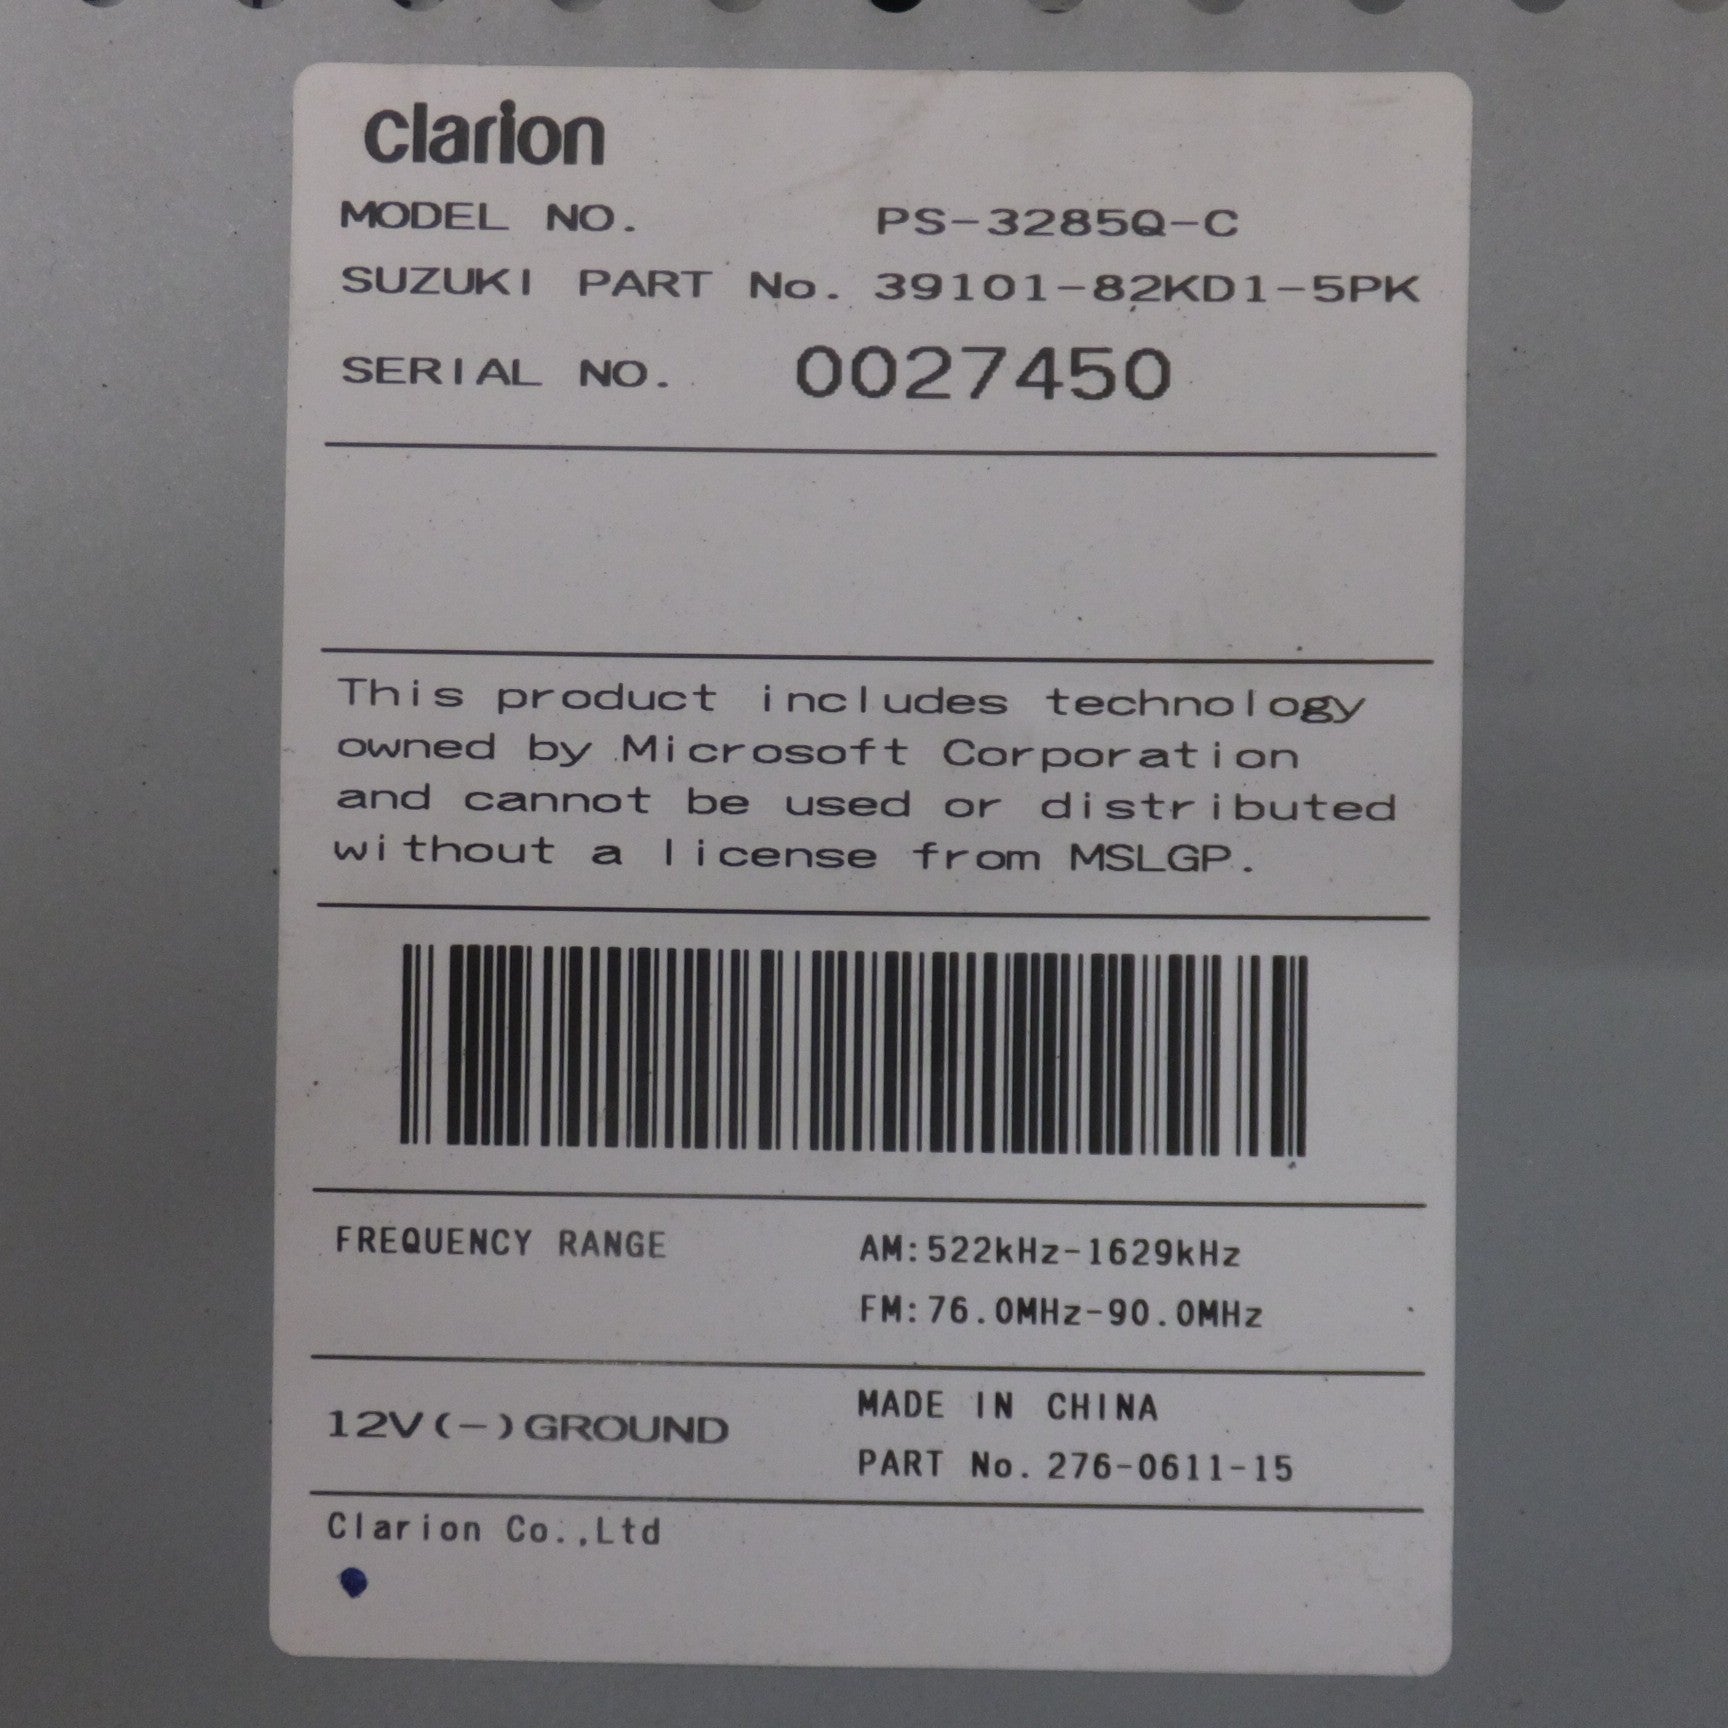 clarion
MODEL NO. PS-3285Q-C
SUZUKI PART No. 39101-82KD1-5PK
SERIAL NO. 0027450
This product includes technology
owned by Microsoft Corporation
and cannot be used or distributed
without a license from MSLGP.
FREQUENCY RANGE AM:522kHz-1629kHz
FM:76.0MHz-90.0MHz
12V(-)GROUND
MADE IN CHINA
PART No. 276-0611-15
Clarion Co.,Ltd